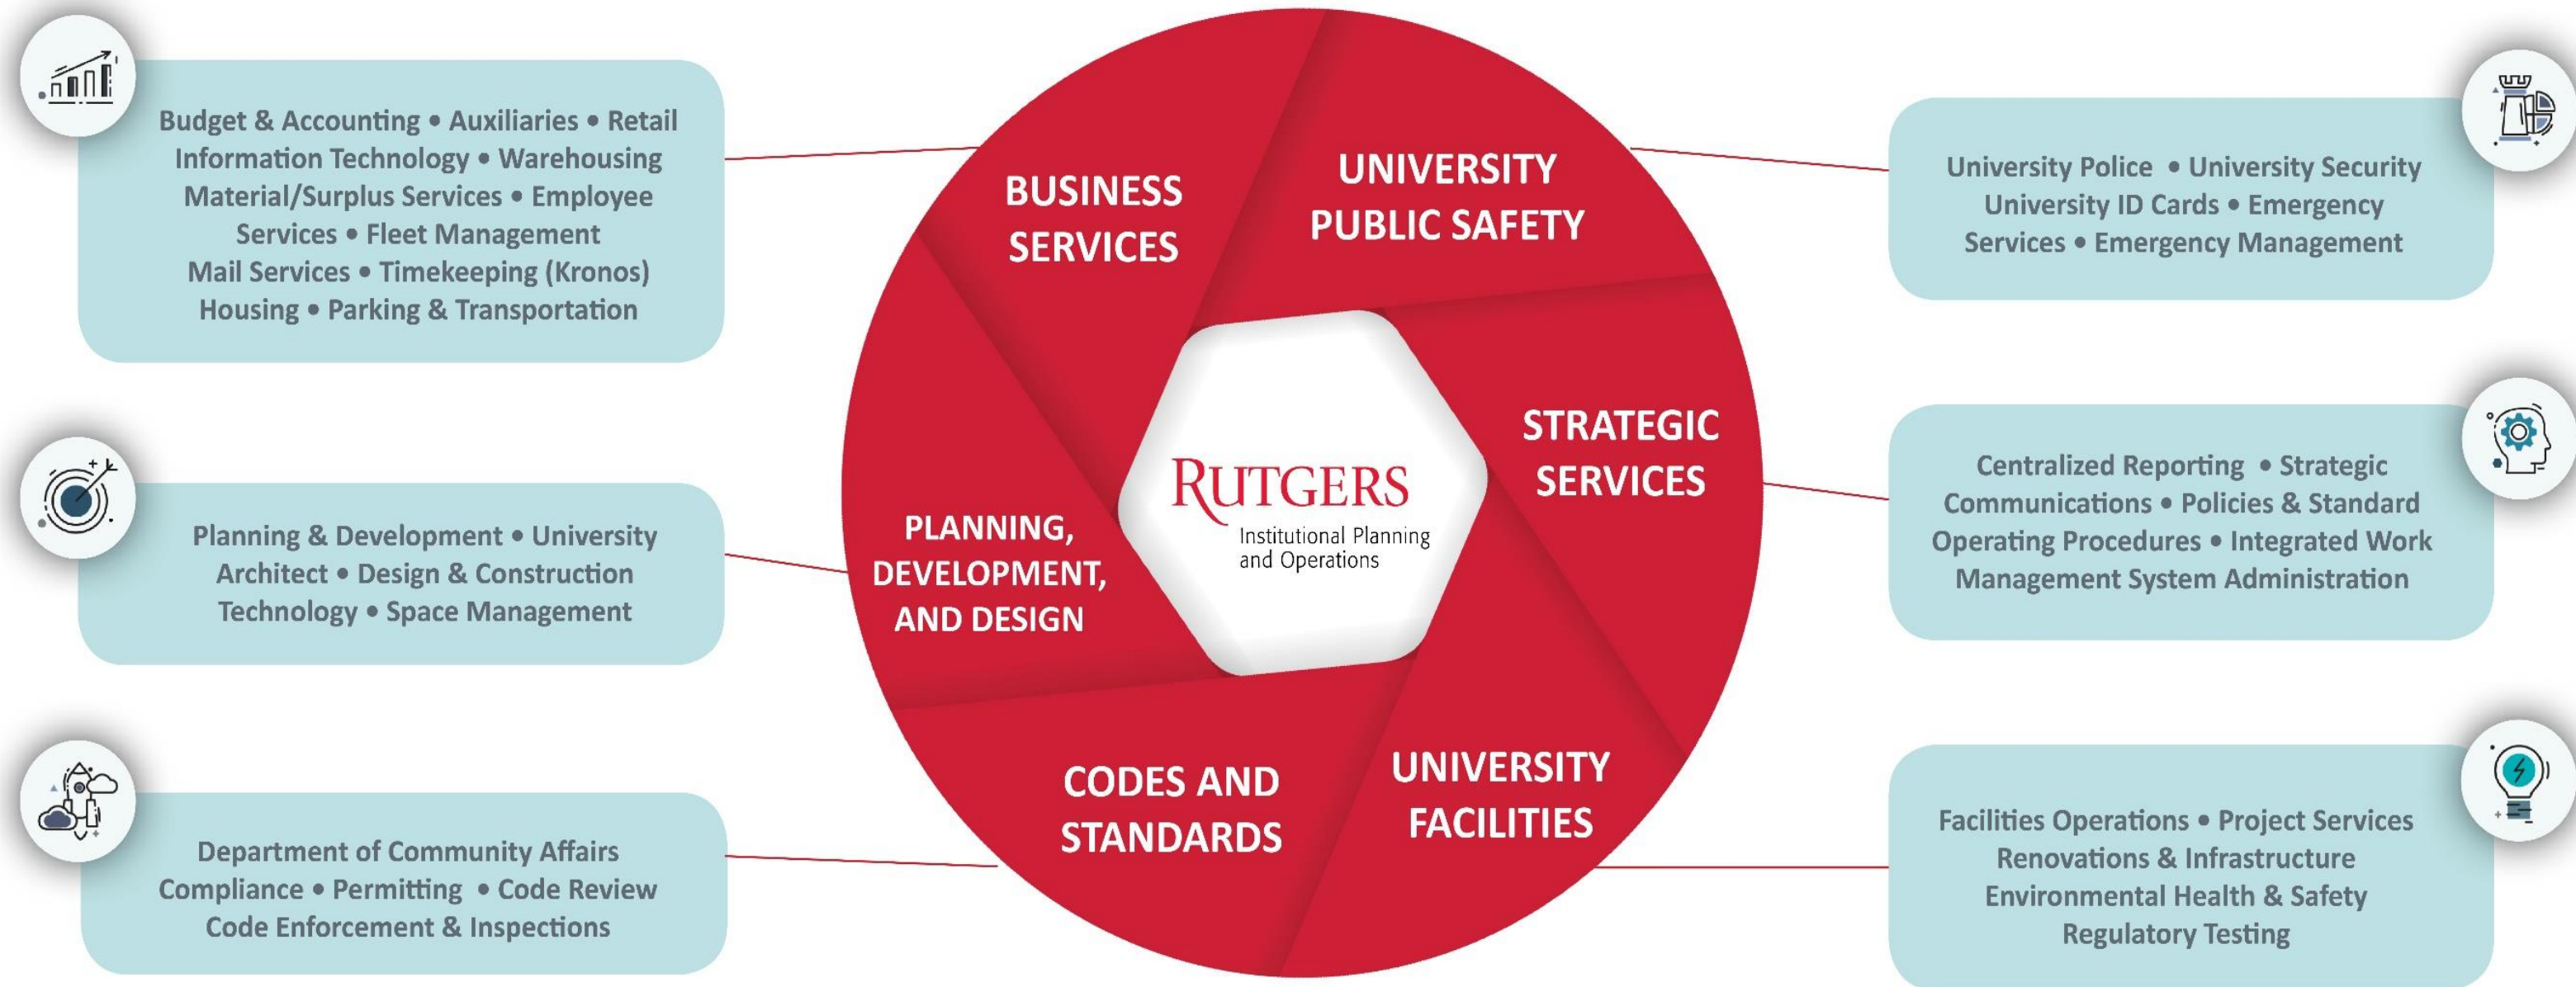 Budget & Accounting • Auxiliaries • Retail
Information Technology • Warehousing
Material/Surplus Services • Employee
Services • Fleet Management
Mail Services • Timekeeping (Kronos)
Housing • Parking & Transportation
Planning & Development • University
Architect • Design & Construction
Technology • Space Management
Department of Community Affairs
Compliance • Permitting • Code Review
Code Enforcement & Inspections
BUSINESS
SERVICES
UNIVERSITY
PUBLIC SAFETY
STRATEGIC
SERVICES
PLANNING,
DEVELOPMENT,
AND DESIGN
RUTGERS
Institutional Planning
and Operations
CODES AND
STANDARDS
UNIVERSITY
FACILITIES
University Police • University Security
University ID Cards • Emergency
Services • Emergency Management
Centralized Reporting • Strategic
Communications • Policies & Standard
Operating Procedures • Integrated Work
Management System Administration
Facilities Operations • Project Services
Renovations & Infrastructure
Environmental Health & Safety
Regulatory Testing